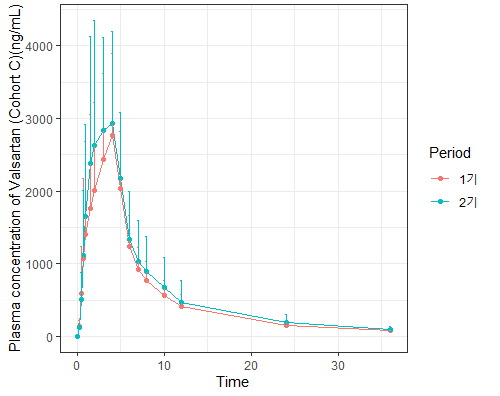 Plasma concentration of Valsartan (Cohort C)(ng/mL)
4000
3000
2000
1000
0
0
10
20
30
Time
Period
1기
2기